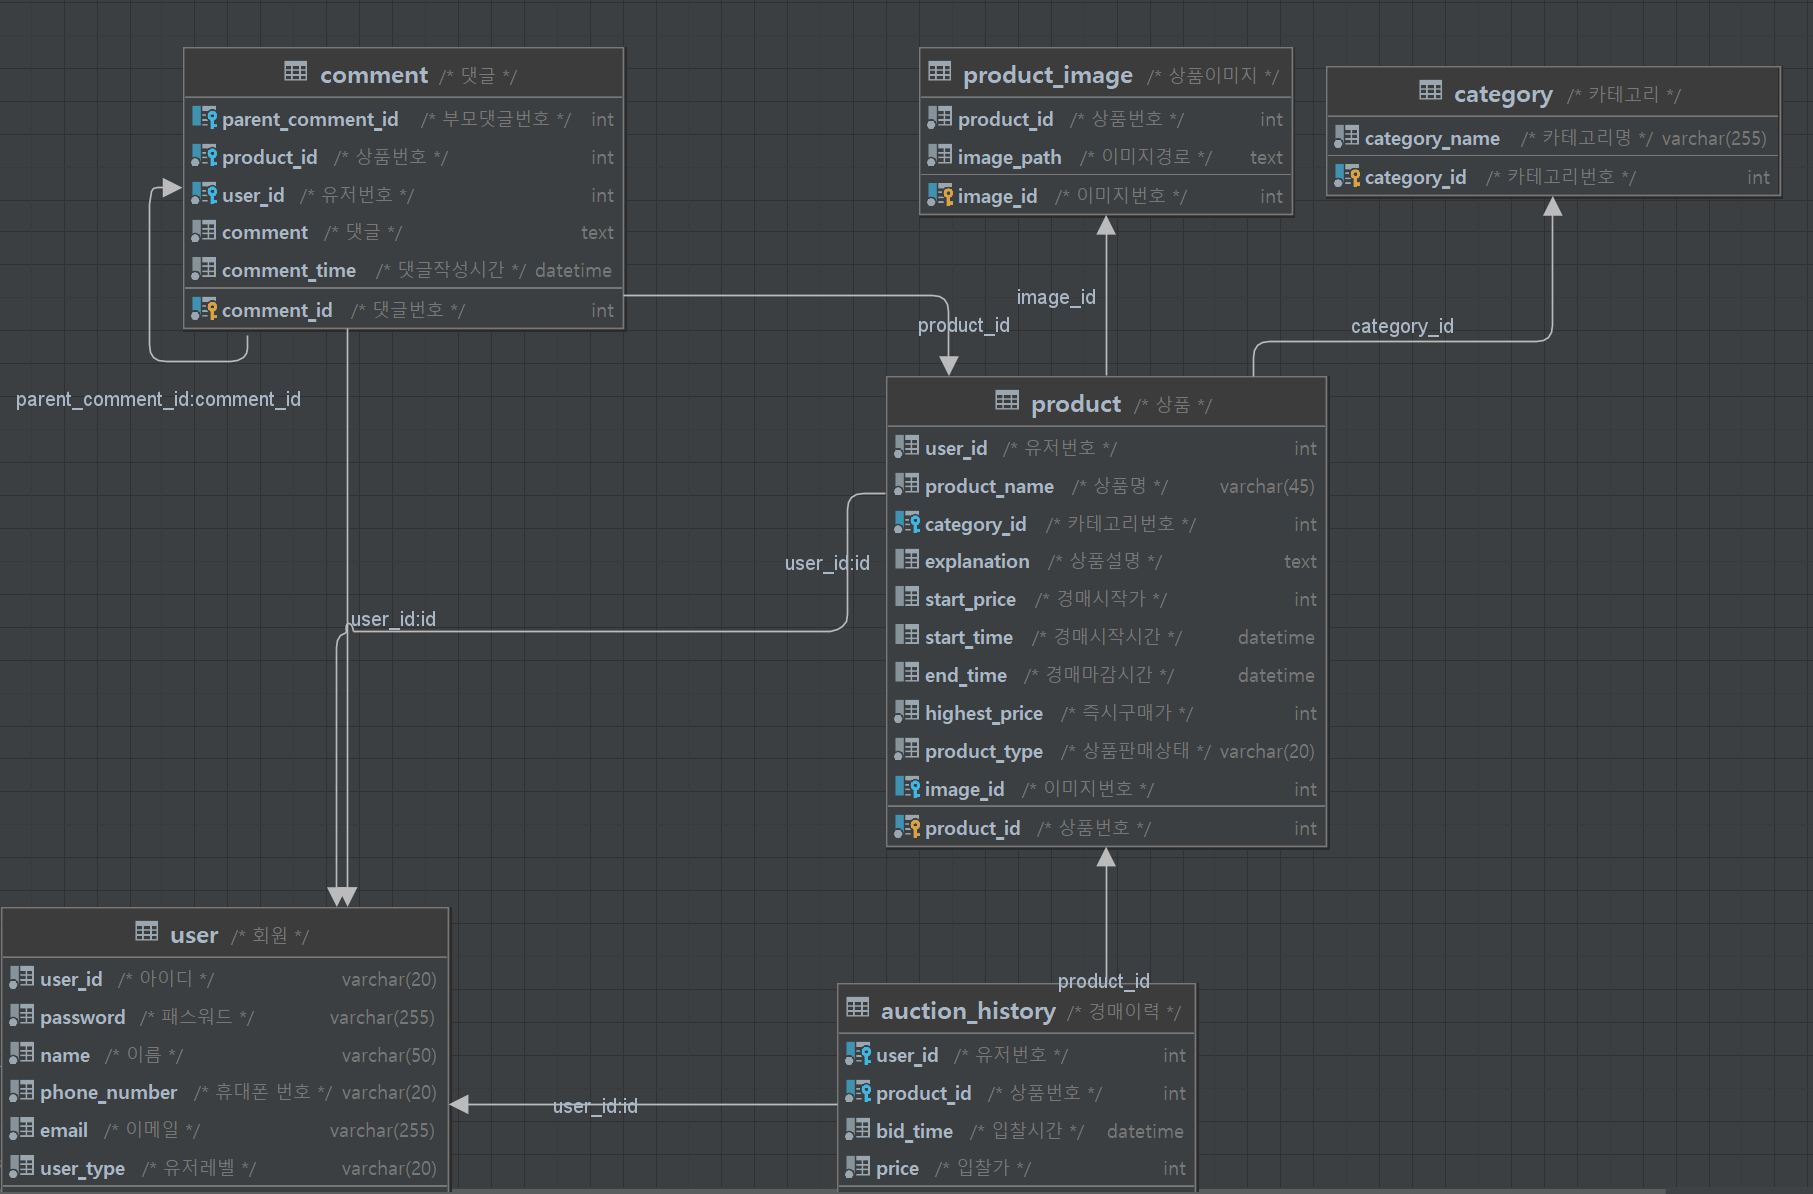 comment /* 댓글 */
parent_comment_id /* 부모댓글번호 */ int
product_id /* 상품번호 */ int
user_id /* 유저번호 */ int
comment /* 댓글 */ text
comment_time /* 댓글작성시간 */ datetime
comment_id /* 댓글번호 */ int
parent_comment_id:comment_id
product_image /* 상품이미지 */
product_id /* 상품번호 */ int
image_path /* 이미지경로 */ text
image_id /* 이미지번호 */ int
category /* 카테고리 */
category_name /* 카테고리명 */ varchar(255)
category_id /* 카테고리번호 */ int
image_id
product_id
category_id
product /* 상품 */
user_id /* 유저번호 */ int
product_name /* 상품명 */ varchar(45)
category_id /* 카테고리번호 */ int
explanation /* 상품설명 */ text
start_price /* 경매시작가 */ int
start_time /* 경매시작시간 */ datetime
end_time /* 경매마감시간 */ datetime
highest_price /* 즉시구매가 */ int
product_type /* 상품판매상태 */ varchar(20)
image_id /* 이미지번호 */ int
product_id /* 상품번호 */ int
user_id:id
user_id:id
user /* 회원 */
user_id /* 아이디 */ varchar(20)
password /* 패스워드 */ varchar(255)
name /* 이름 */ varchar(50)
phone_number /* 휴대폰 번호 */ varchar(20)
email /* 이메일 */ varchar(255)
user_type /* 유저레벨 */ varchar(20)
user_id:id
product_id
auction_history /* 경매이력 */
user_id /* 유저번호 */ int
product_id /* 상품번호 */ int
bid_time /* 입찰시간 */ datetime
price /* 입찰가 */ int